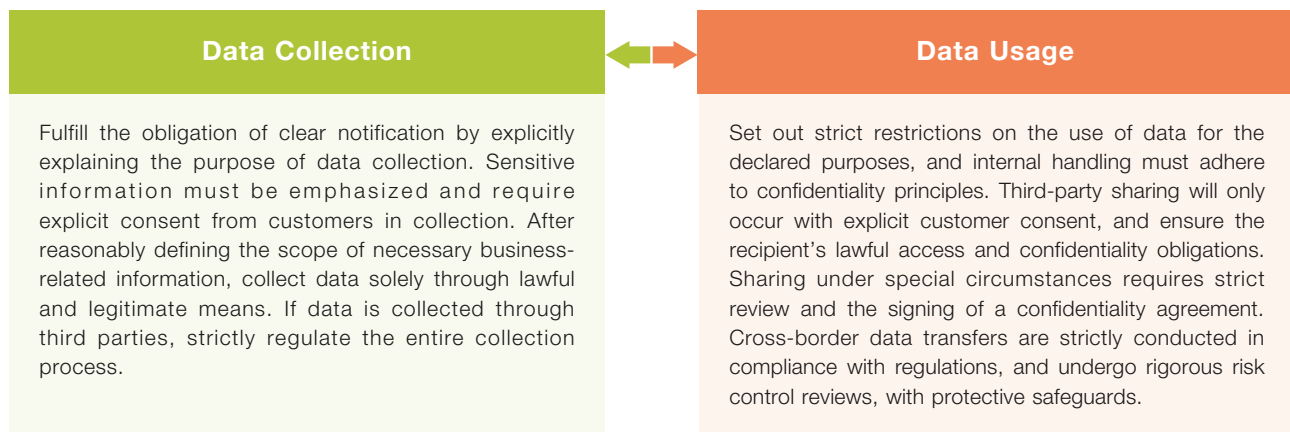 Data Collection
Fulfill the obligation of clear notification by explicitly
explaining the purpose of data collection. Sensitive
information must be emphasized and require
explicit consent from customers in collection. After
reasonably defining the scope of necessary business-
related information, collect data solely through lawful
and legitimate means. If data is collected through
third parties, strictly regulate the entire collection
process.
Data Usage
Set out strict restrictions on the use of data for the
declared purposes, and internal handling must adhere
to confidentiality principles. Third-party sharing will only
occur with explicit customer consent, and ensure the
recipient's lawful access and confidentiality obligations.
Sharing under special circumstances requires strict
review and the signing of a confidentiality agreement.
Cross-border data transfers are strictly conducted in
compliance with regulations, and undergo rigorous risk
control reviews, with protective safeguards.